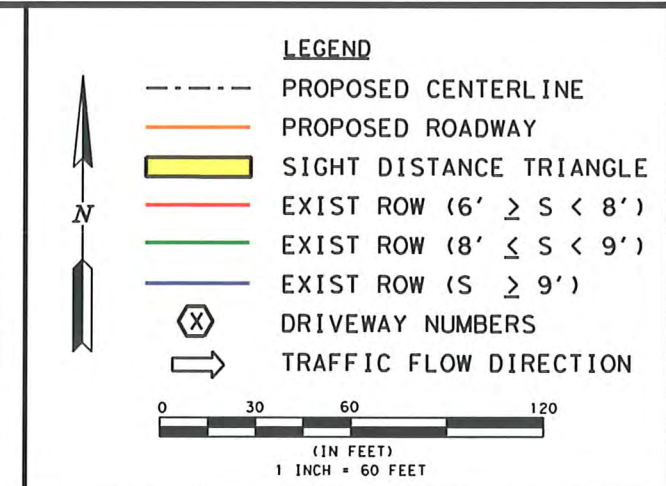 LEGEND
PROPOSED CENTERLINE
PROPOSED ROADWAY
SIGHT DISTANCE TRIANGLE
N
EXIST ROW (6' ≥ S < 8')
EXIST ROW (8' ≤ S < 9')
EXIST ROW (S ≥ 9')
X DRIVEWAY NUMBERS
TRAFFIC FLOW DIRECTION
0 30 60 120
(IN FEET)
1 INCH = 60 FEET